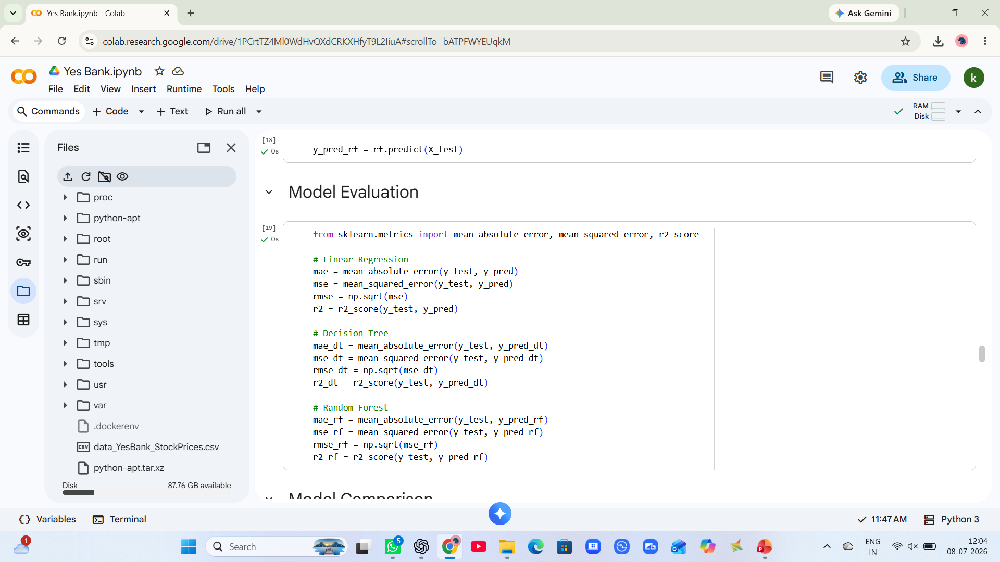 Yes Bank.ipynb - Colab
Ask Gemini
colab.research.google.com/drive/1PCrtTZ4Ml0WdHvQXdCRKXHfyT9L2IiuA#scrollTo=bATPFWYEUqkM
Yes Bank.ipynb
File Edit View Insert Runtime Tools Help
Share
k
Commands
Code
Text
Run all
RAM
Disk
Files
proc
python-apt
root
run
sbin
srv
sys
tmp
tools
usr
var
.dockerenv
CSV data_YesBank_StockPrices.csv
python-apt.tar.xz
Disk 87.76 GB available
[18]
0s
y_pred_rf = rf.predict(X_test)
Model Evaluation
[19]
0s
from sklearn.metrics import mean_absolute_error, mean_squared_error, r2_score
# Linear Regression
mae = mean_absolute_error(y_test, y_pred)
mse = mean_squared_error(y_test, y_pred)
rmse = np.sqrt(mse)
r2 = r2_score(y_test, y_pred)
# Decision Tree
mae_dt = mean_absolute_error(y_test, y_pred_dt)
mse_dt = mean_squared_error(y_test, y_pred_dt)
rmse_dt = np.sqrt(mse_dt)
r2_dt = r2_score(y_test, y_pred_dt)
# Random Forest
mae_rf = mean_absolute_error(y_test, y_pred_rf)
mse_rf = mean_squared_error(y_test, y_pred_rf)
rmse_rf = np.sqrt(mse_rf)
r2_rf = r2_score(y_test, y_pred_rf)
Model Comparison
Variables
Terminal
11:47 AM
Python 3
1
Search
5
ENG
IN
12:04
08-07-2026